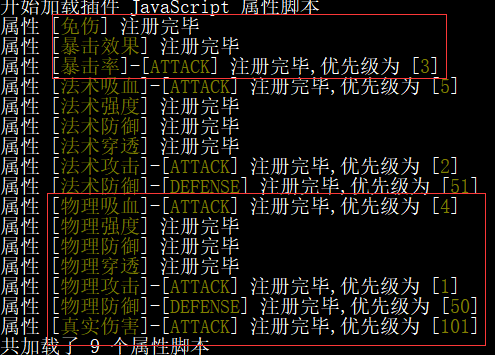 开始加载插件 JavaScript 属性脚本
属性 [免伤] 注册完毕
属性 [暴击效果] 注册完毕
属性 [暴击率]-[ATTACK] 注册完毕,优先级为 [3]
属性 [法术吸血]-[ATTACK] 注册完毕,优先级为 [5]
属性 [法术强度] 注册完毕
属性 [法术防御] 注册完毕
属性 [法术穿透] 注册完毕
属性 [法术攻击]-[ATTACK] 注册完毕,优先级为 [2]
属性 [法术防御]-[DEFENSE] 注册完毕,优先级为 [51]
属性 [物理吸血]-[ATTACK] 注册完毕,优先级为 [4]
属性 [物理强度] 注册完毕
属性 [物理防御] 注册完毕
属性 [物理穿透] 注册完毕
属性 [物理攻击]-[ATTACK] 注册完毕,优先级为 [1]
属性 [物理防御]-[DEFENSE] 注册完毕,优先级为 [50]
属性 [真实伤害]-[ATTACK] 注册完毕,优先级为 [101]
共加载了 9 个属性脚本